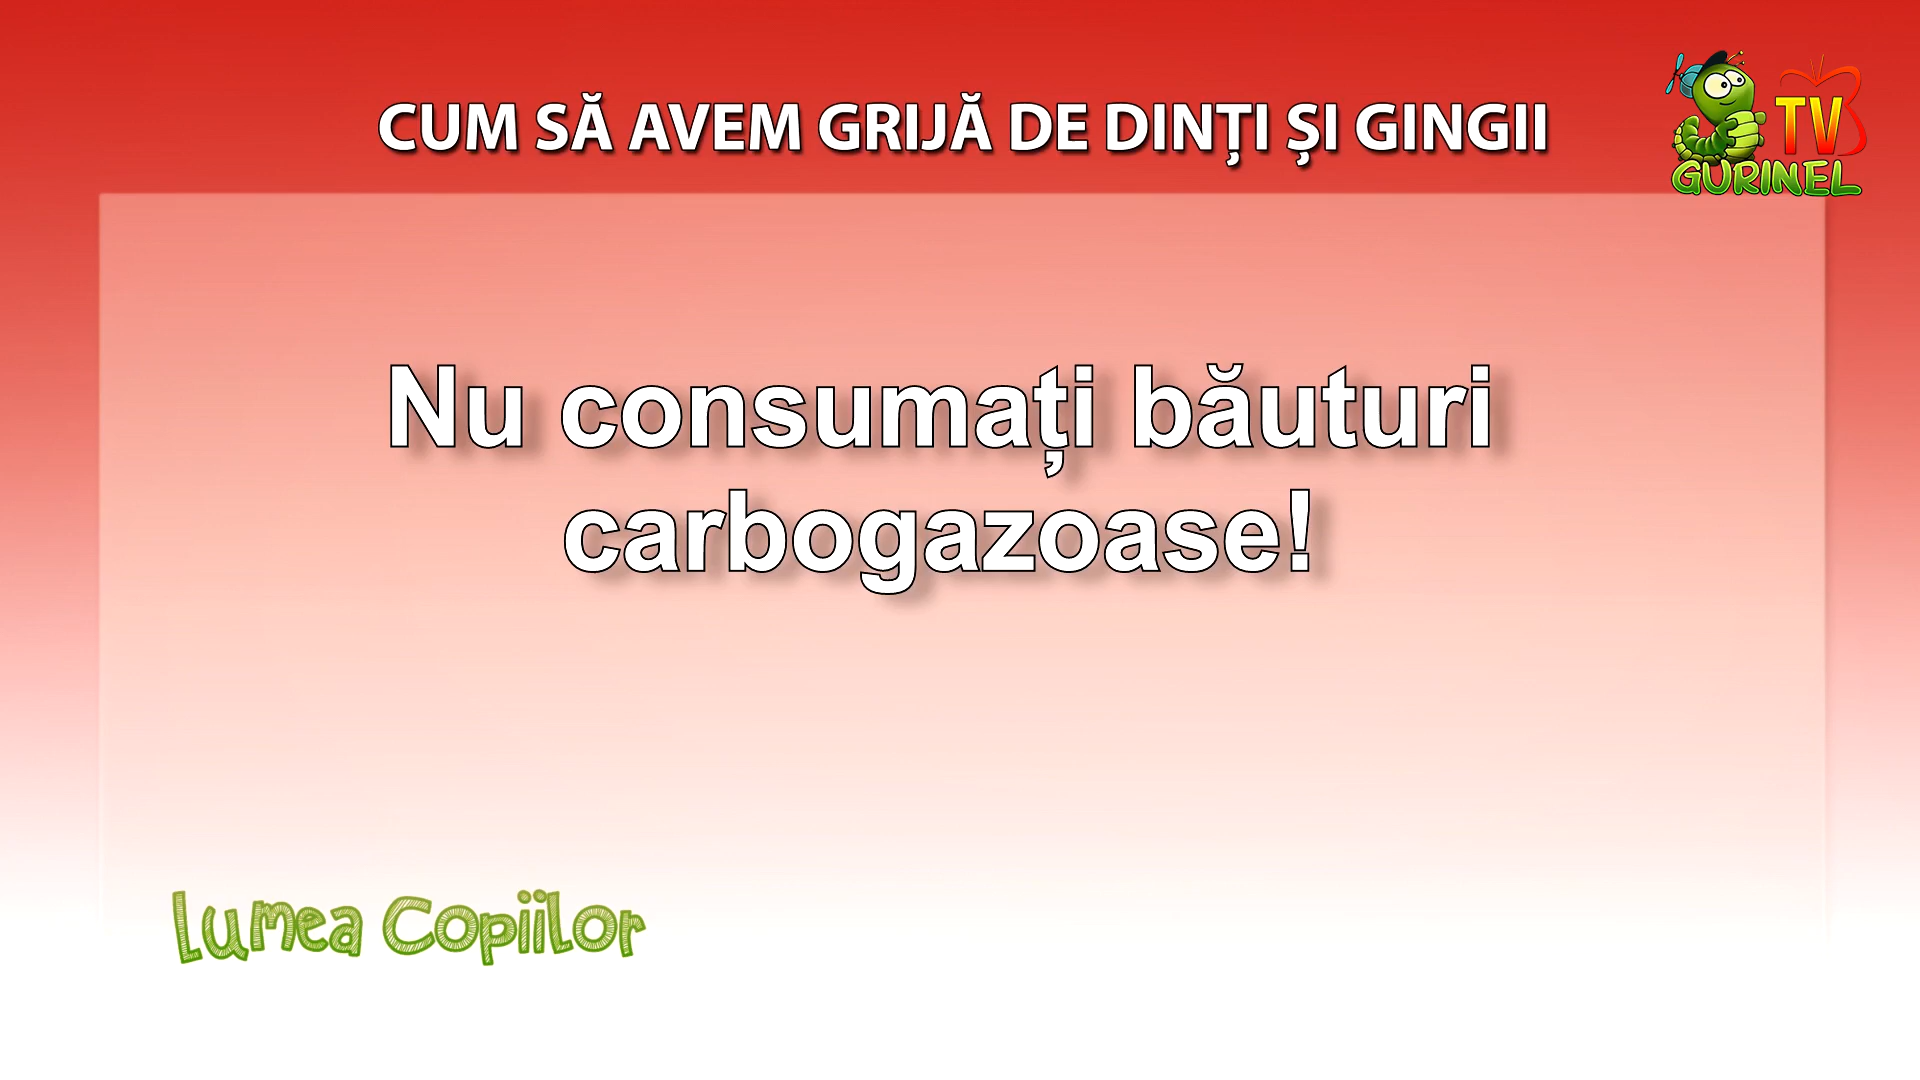 CUM SĂ AVEM GRIJĂ DE DINȚI ȘI GINGII
TV
GURINEL
Nu consumați băuturi
carbogazoase!
Lumea Copiilor